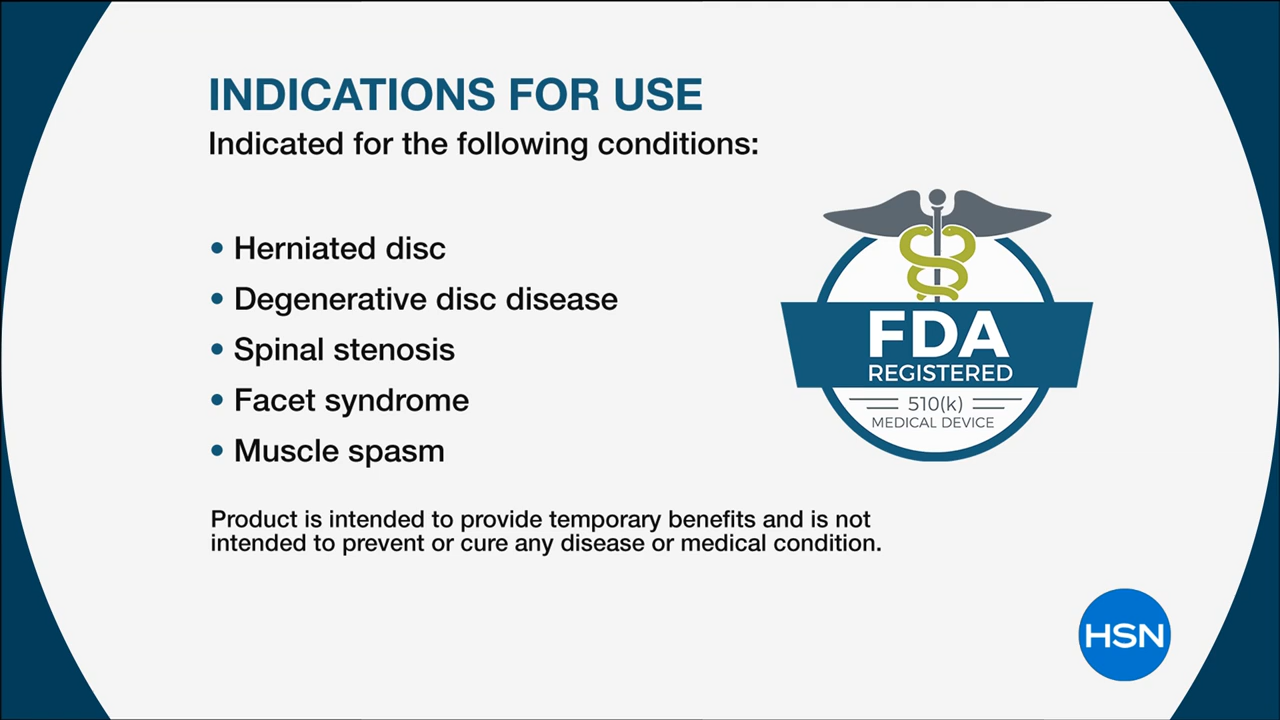 INDICATIONS FOR USE
Indicated for the following conditions:
• Herniated disc
• Degenerative disc disease
• Spinal stenosis
• Facet syndrome
• Muscle spasm
FDA
REGISTERED
510(k)
MEDICAL DEVICE
Product is intended to provide temporary benefits and is not
intended to prevent or cure any disease or medical condition.
HSN